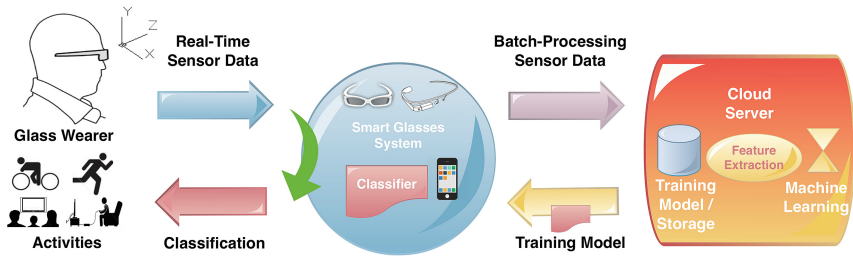 Y
Z
X
Glass Wearer
Activities
Real-Time
Sensor Data
Classification
Smart Glasses
System
Classifier
Batch-Processing
Sensor Data
Training Model
Cloud
Server
Feature
Extraction
Training
Model /
Storage
Machine
Learning